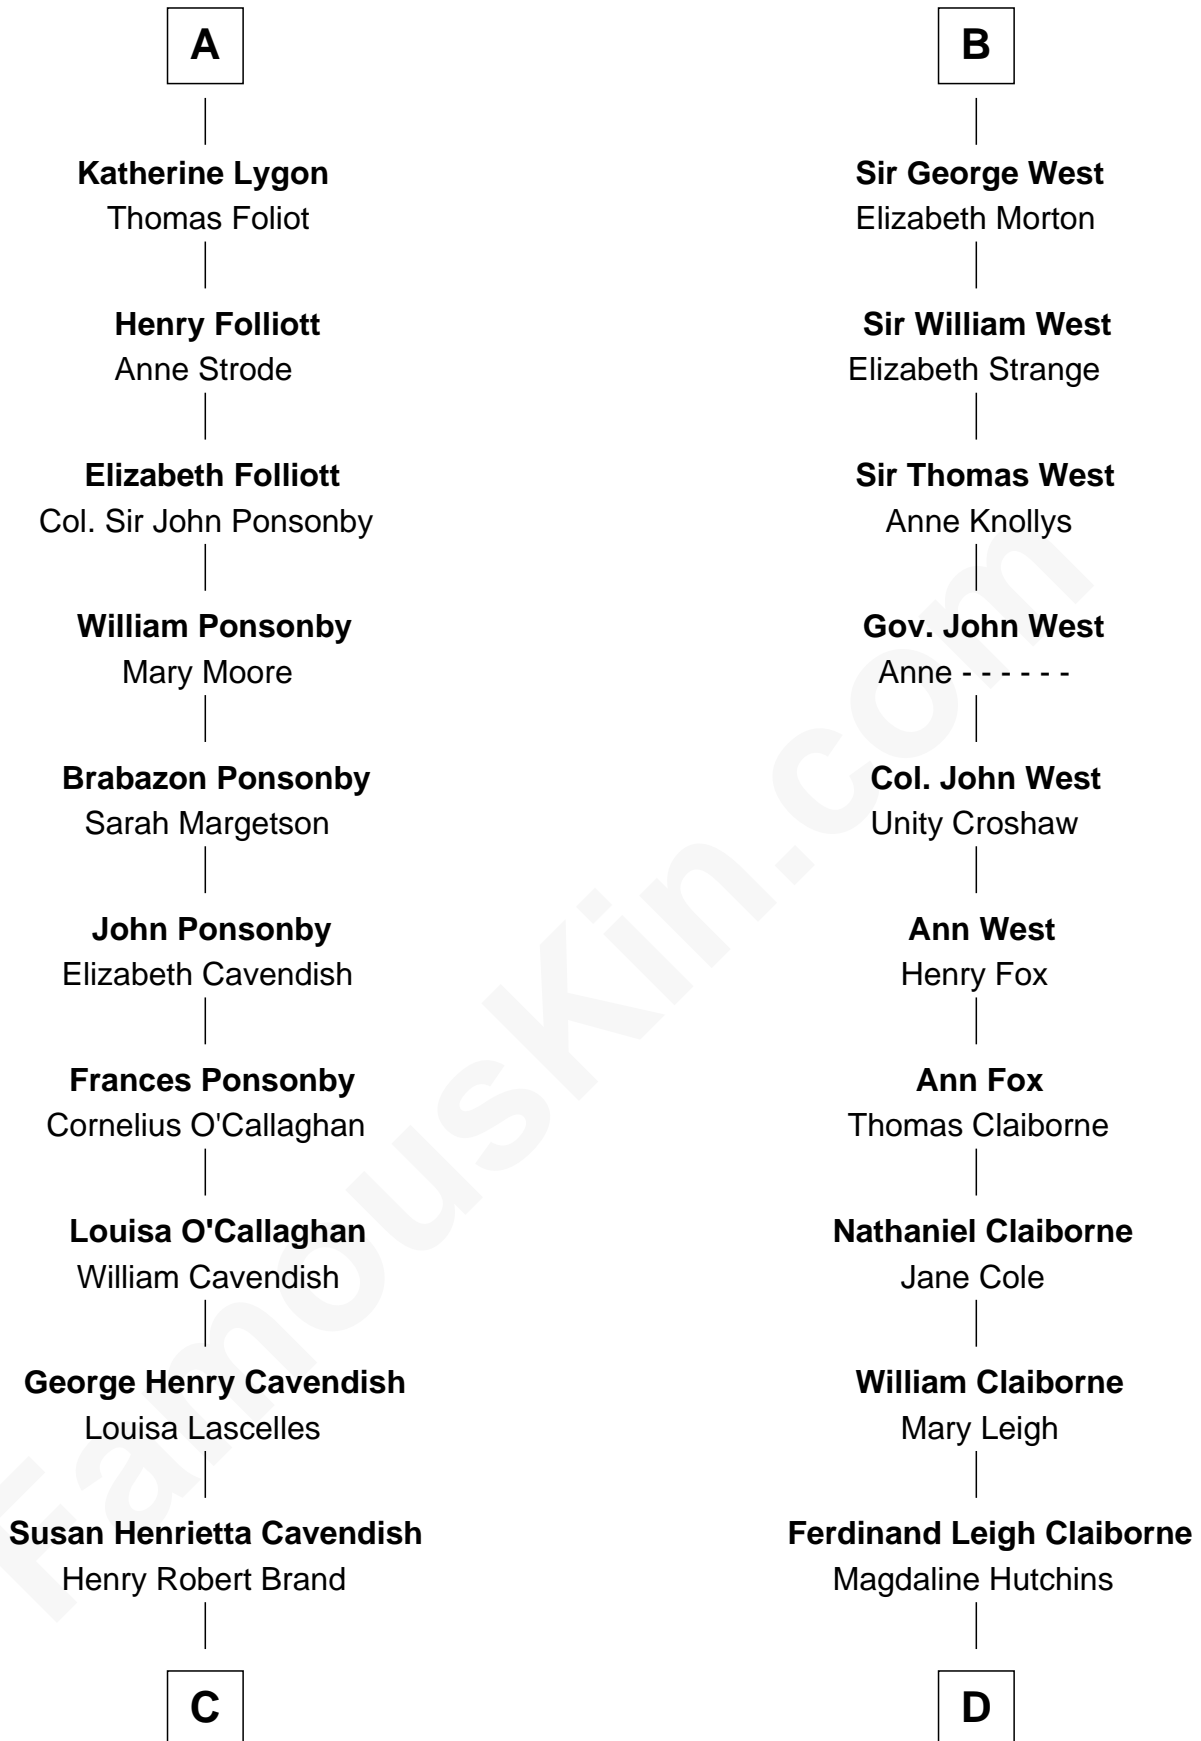 A
Katherine Lygon
Thomas Foliot
Henry Folliott
Anne Strode
Elizabeth Folliott
Col. Sir John Ponsonby
William Ponsonby
Mary Moore
Brabazon Ponsonby
Sarah Margetson
John Ponsonby
Elizabeth Cavendish
Frances Ponsonby
Cornelius O'Callaghan
Louisa O'Callaghan
William Cavendish
George Henry Cavendish
Louisa Lascelles
Susan Henrietta Cavendish
Henry Robert Brand
C
B
Sir George West
Elizabeth Morton
Sir William West
Elizabeth Strange
Sir Thomas West
Anne Knollys
Gov. John West
Anne - - - - - -
Col. John West
Unity Croshaw
Ann West
Henry Fox
Ann Fox
Thomas Claiborne
Nathaniel Claiborne
Jane Cole
William Claiborne
Mary Leigh
Ferdinand Leigh Claiborne
Magdaline Hutchins
D
FamousKin.com